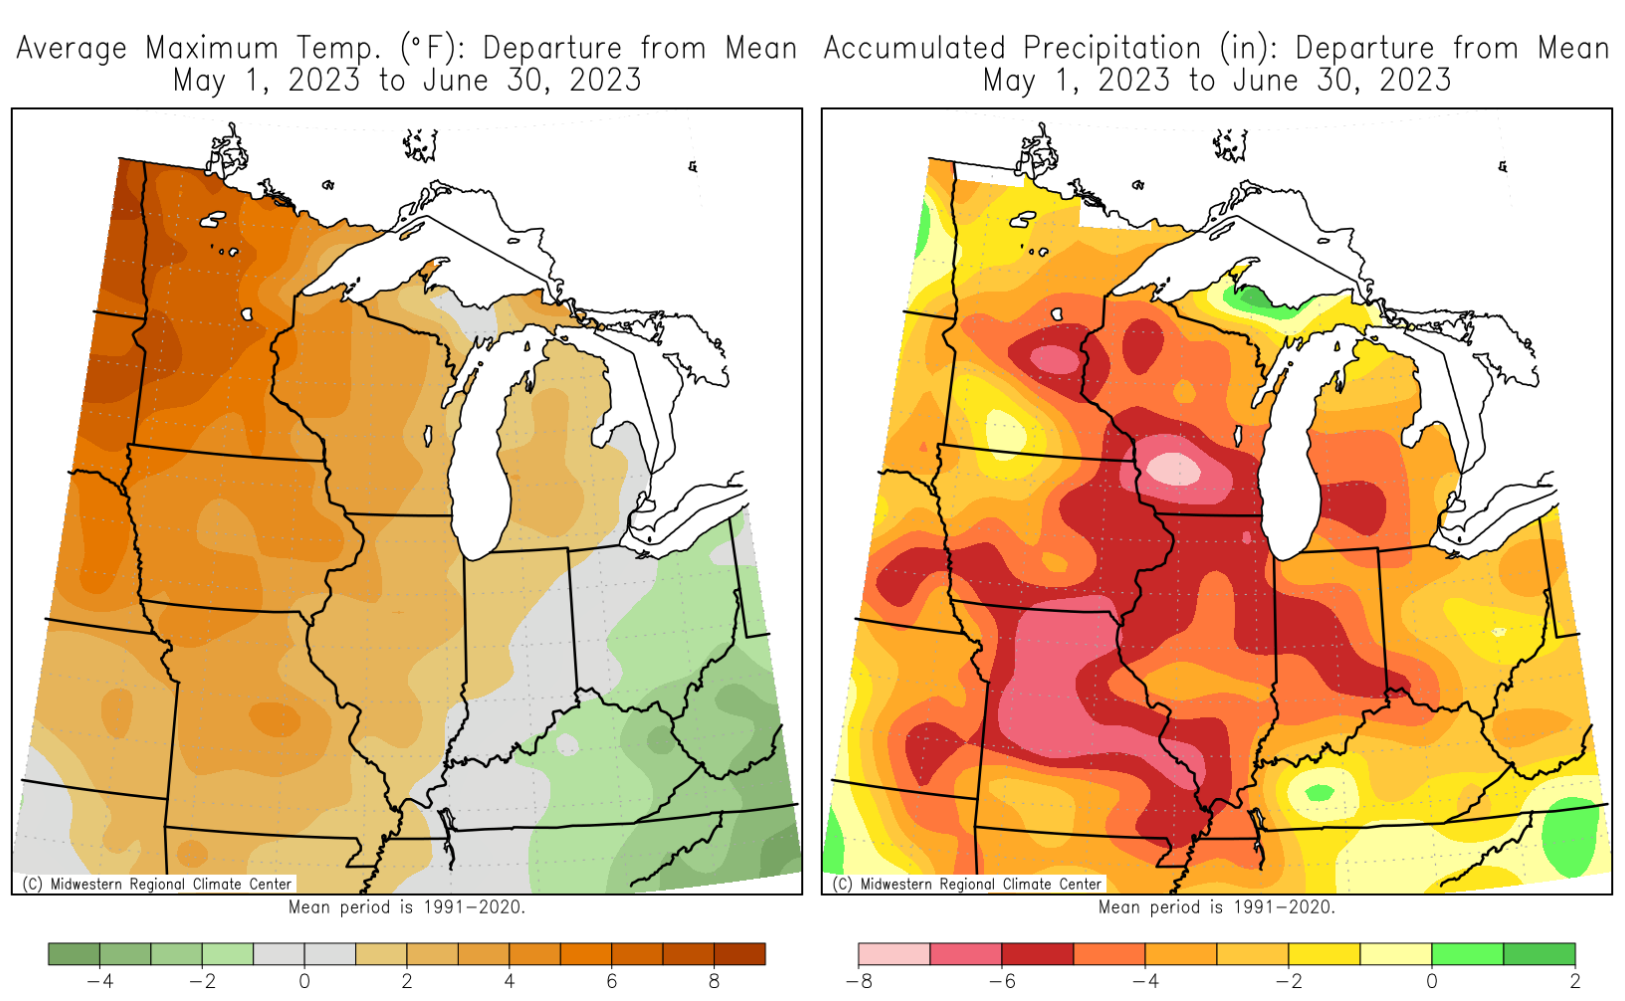 Average Maximum Temp. (°F): Departure from Mean
May 1, 2023 to June 30, 2023
(C) Midwestern Regional Climate Center
Mean period is 1991-2020.
-4 -2 0 2 4 6 8
Accumulated Precipitation (in): Departure from Mean
May 1, 2023 to June 30, 2023
(C) Midwestern Regional Climate Center
Mean period is 1991-2020.
-8 -6 -4 -2 0 2